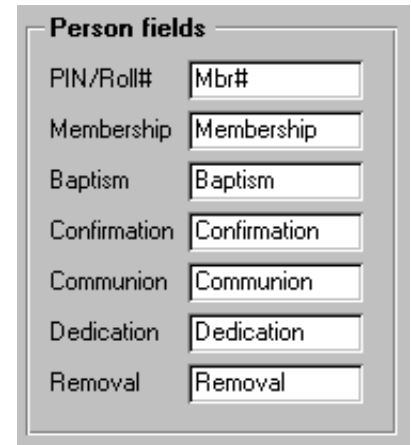 Person fields
PIN/Roll# Mbr#
Membership Membership
Baptism Baptism
Confirmation Confirmation
Communion Communion
Dedication Dedication
Removal Removal